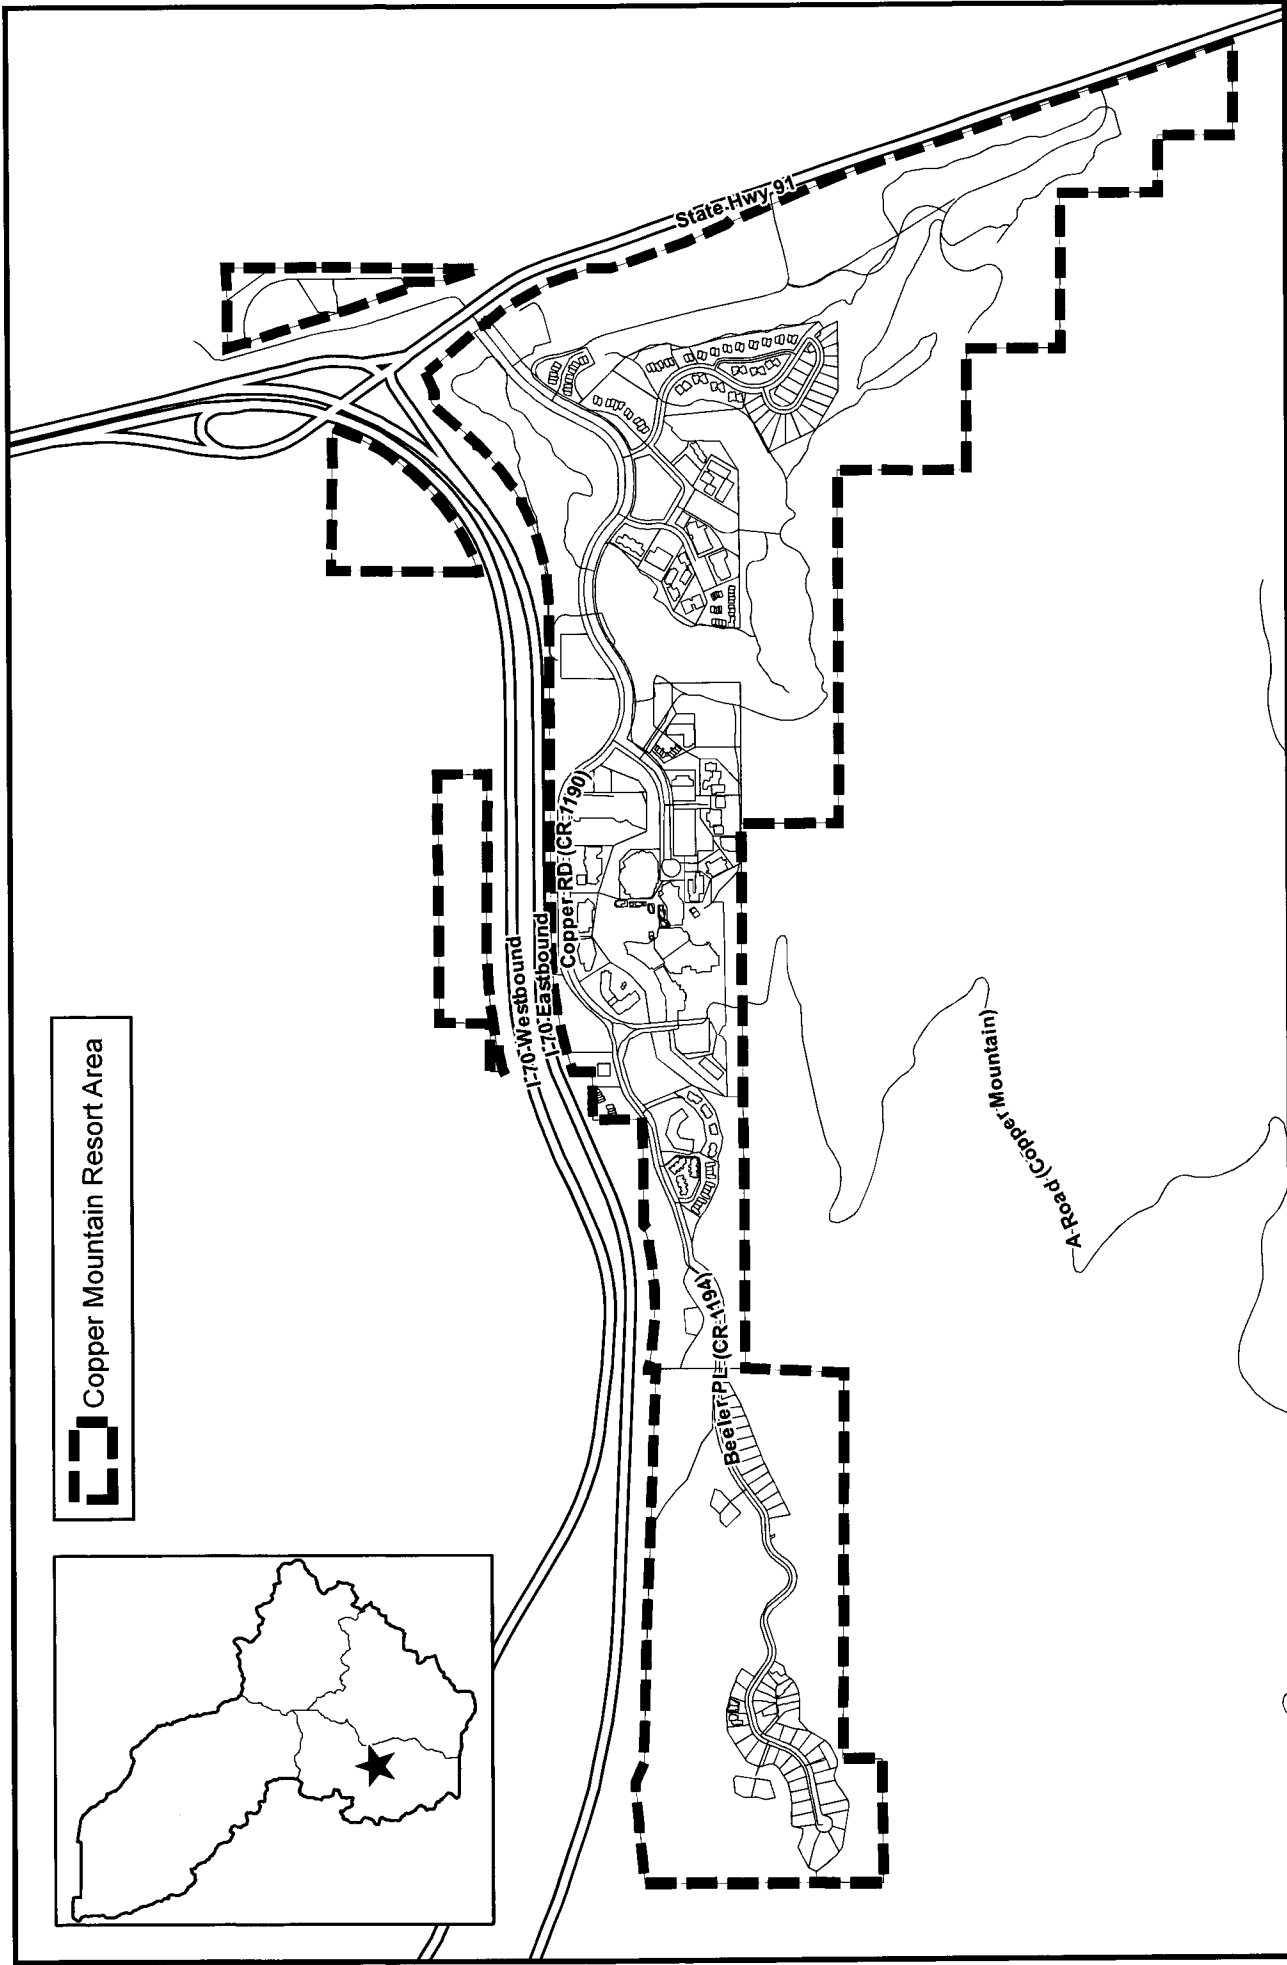 Copper Mountain Resort Area
I-70 Westbound
I-70 Eastbound
Copper RD (CR 1190)
State Hwy 91
Beeler PL (CR 1194)
A Road (Copper Mountain)